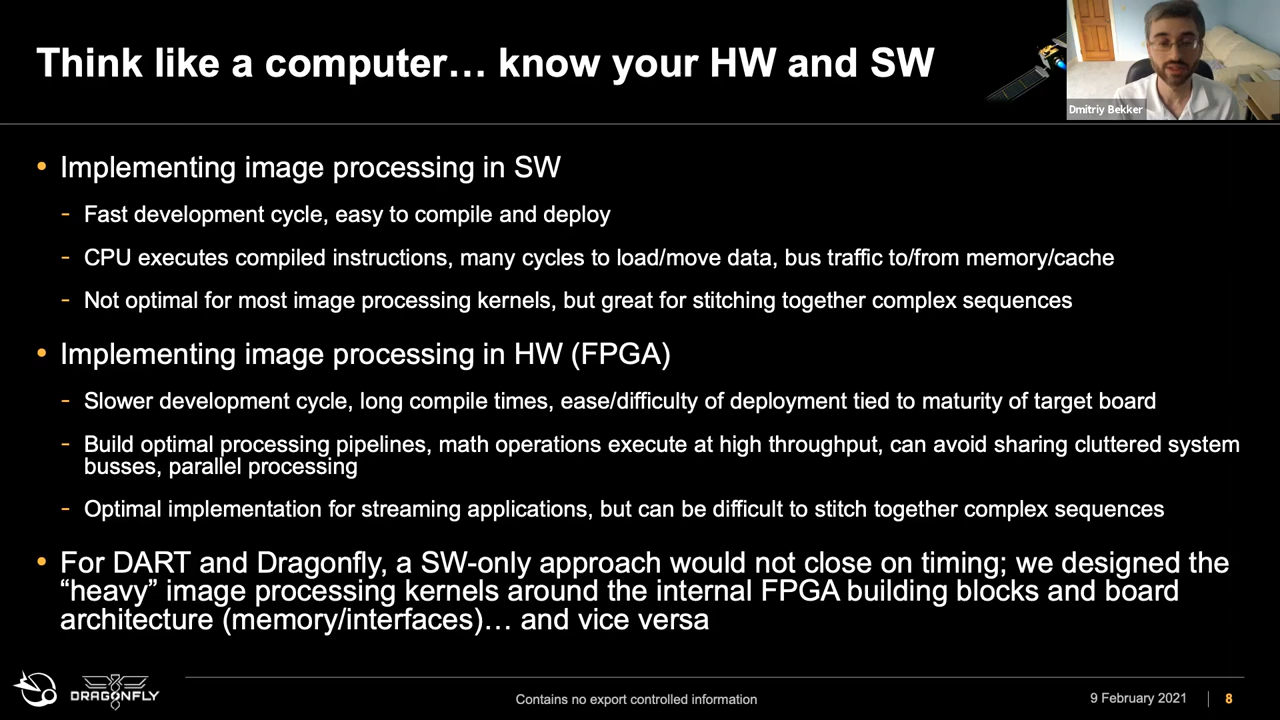 Think like a computer… know your HW and SW
Dmitriy Bekker
• Implementing image processing in SW
- Fast development cycle, easy to compile and deploy
- CPU executes compiled instructions, many cycles to load/move data, bus traffic to/from memory/cache
- Not optimal for most image processing kernels, but great for stitching together complex sequences
• Implementing image processing in HW (FPGA)
- Slower development cycle, long compile times, ease/difficulty of deployment tied to maturity of target board
- Build optimal processing pipelines, math operations execute at high throughput, can avoid sharing cluttered system
busses, parallel processing
- Optimal implementation for streaming applications, but can be difficult to stitch together complex sequences
• For DART and Dragonfly, a SW-only approach would not close on timing; we designed the
“heavy” image processing kernels around the internal FPGA building blocks and board
architecture (memory/interfaces)… and vice versa
DRAGONFLY
Contains no export controlled information
9 February 2021
8